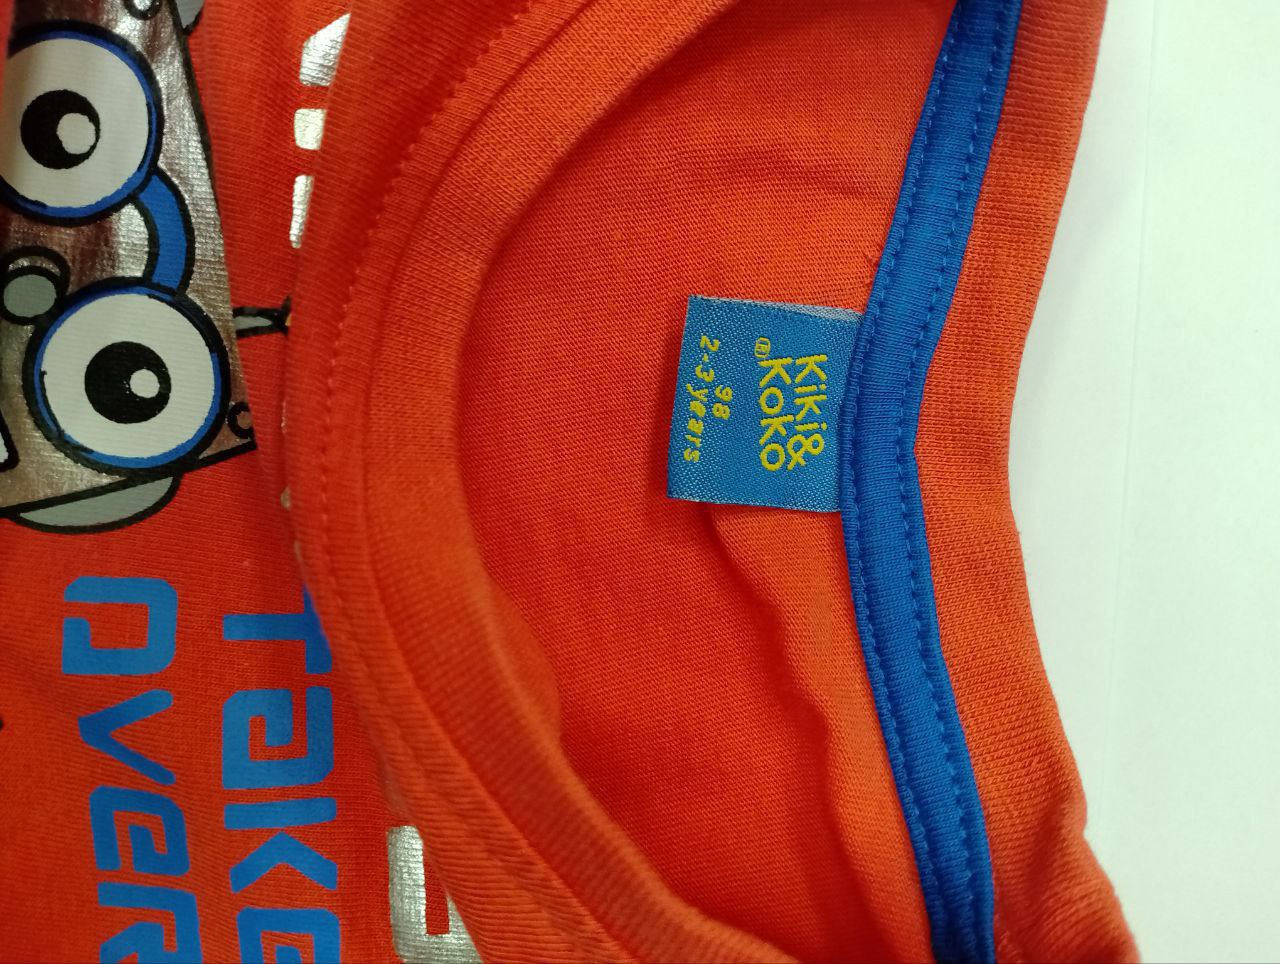 Kiki&
Koko®
98
2-3 years
Take
over